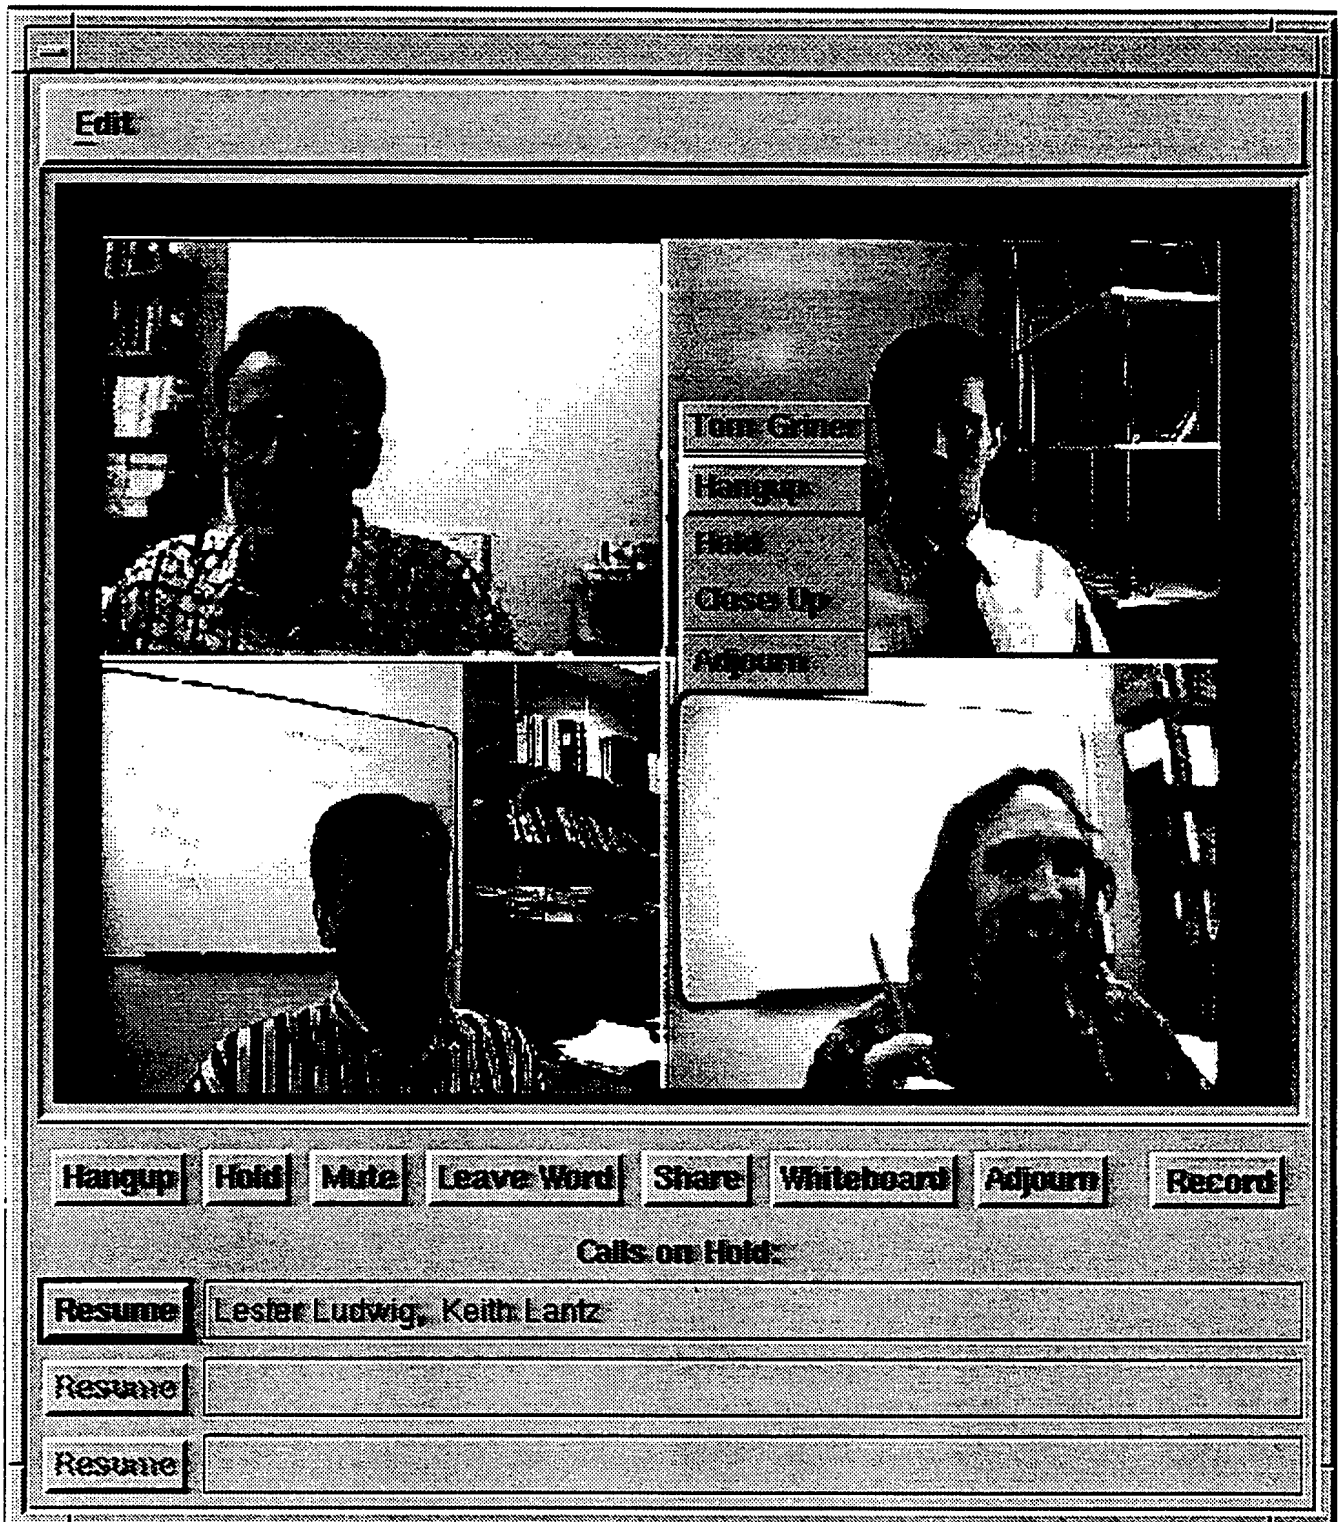 Edit
Tom Griner
Hangup
Hold
Close Up
Adjourn
Hangup Hold Mute Leave Word Share Whiteboard Adjourn Record
Calls on Hold:
Resume Lester Ludwig, Keith Lantz
Resume
Resume